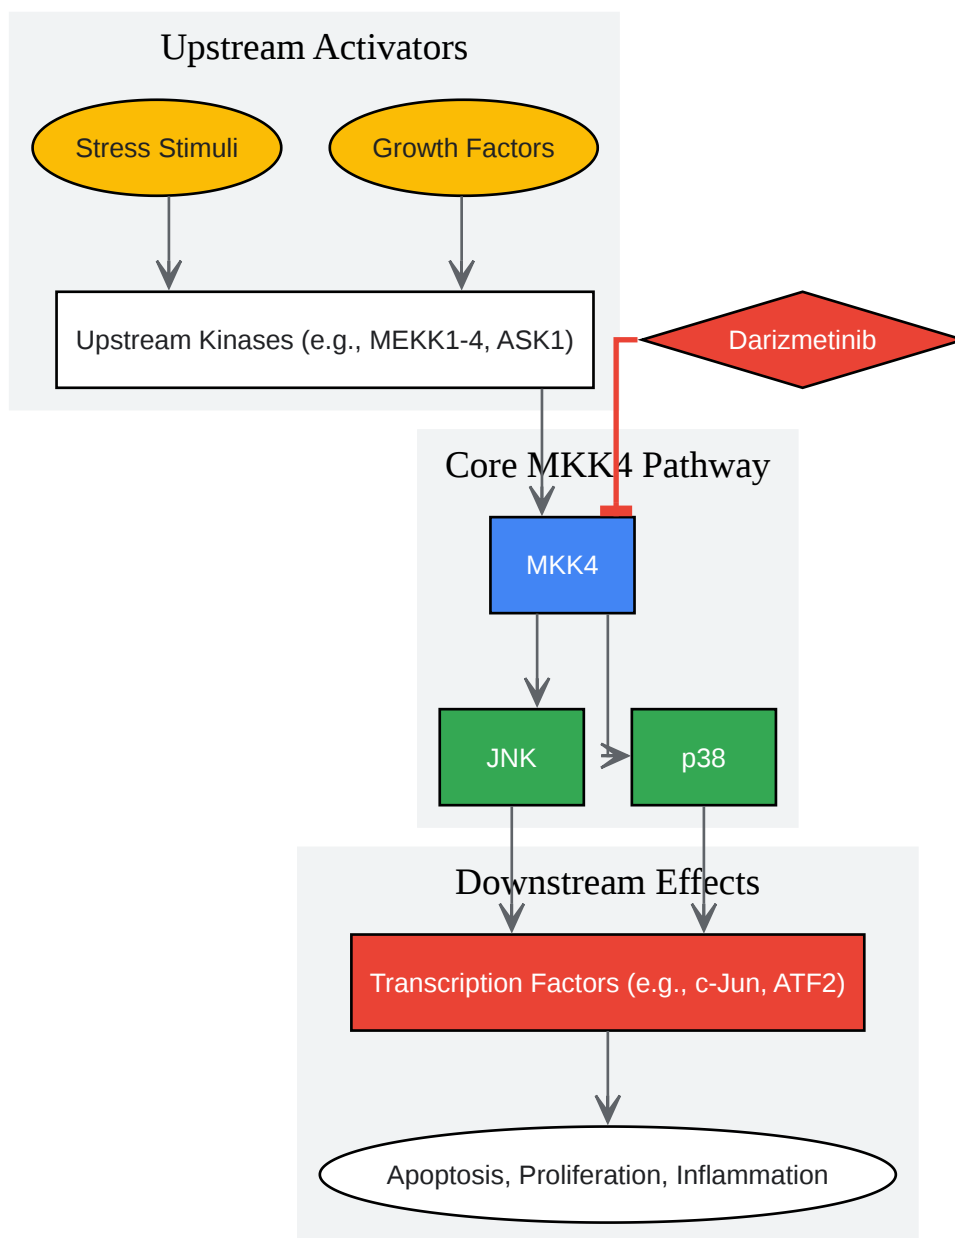 Upstream Activators
Stress Stimuli
Growth Factors
Upstream Kinases (e.g., MEKK1-4, ASK1)
Darizmetinib
Core MKK4 Pathway
MKK4
JNK
p38
Downstream Effects
Transcription Factors (e.g., c-Jun, ATF2)
Apoptosis, Proliferation, Inflammation